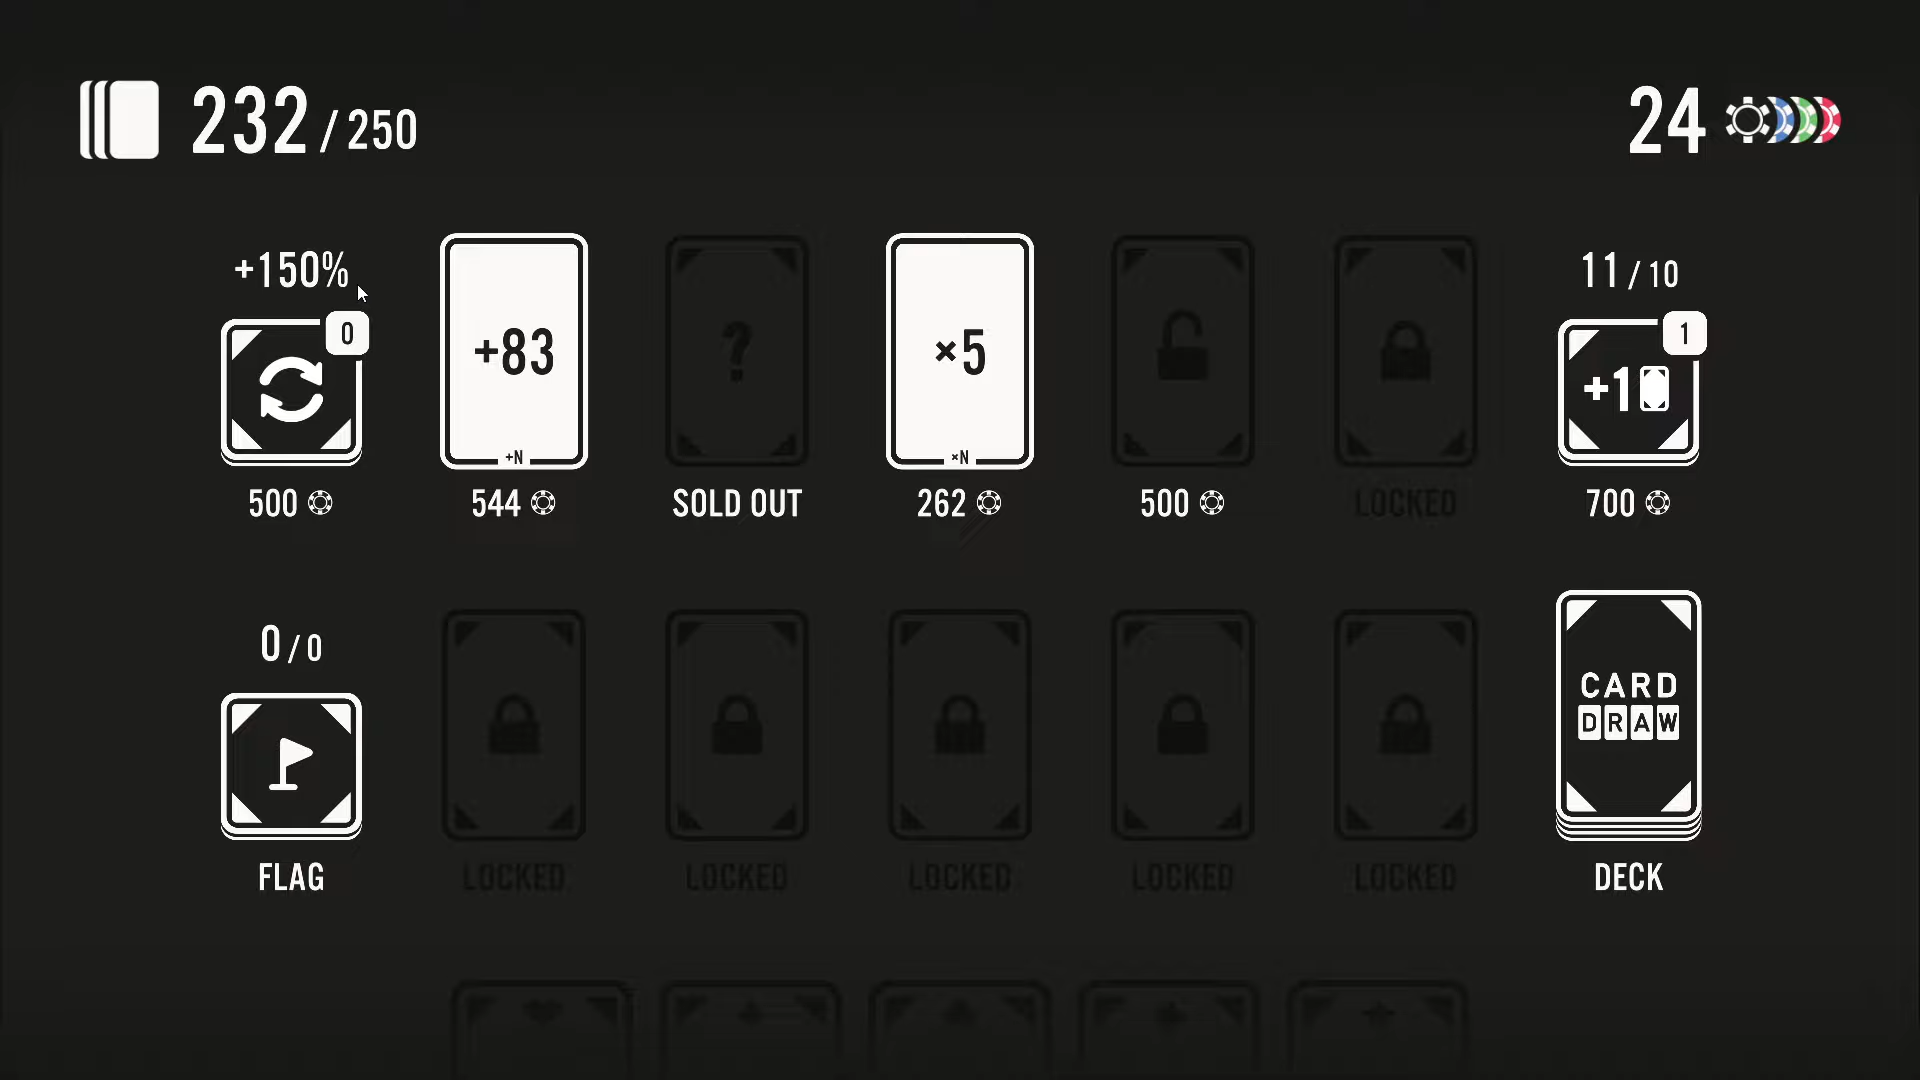 232/250
24
+150%
11/10
0
1
+83
×5
+1
+N
×N
500
544
SOLD OUT
262
500
LOCKED
700
0/0
CARD
DRAW
FLAG
LOCKED
LOCKED
LOCKED
LOCKED
LOCKED
DECK